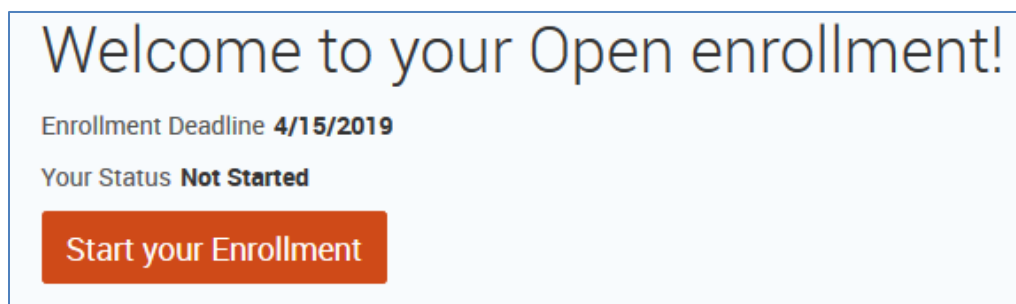 Welcome to your Open enrollment!
Enrollment Deadline 4/15/2019
Your Status Not Started
Start your Enrollment